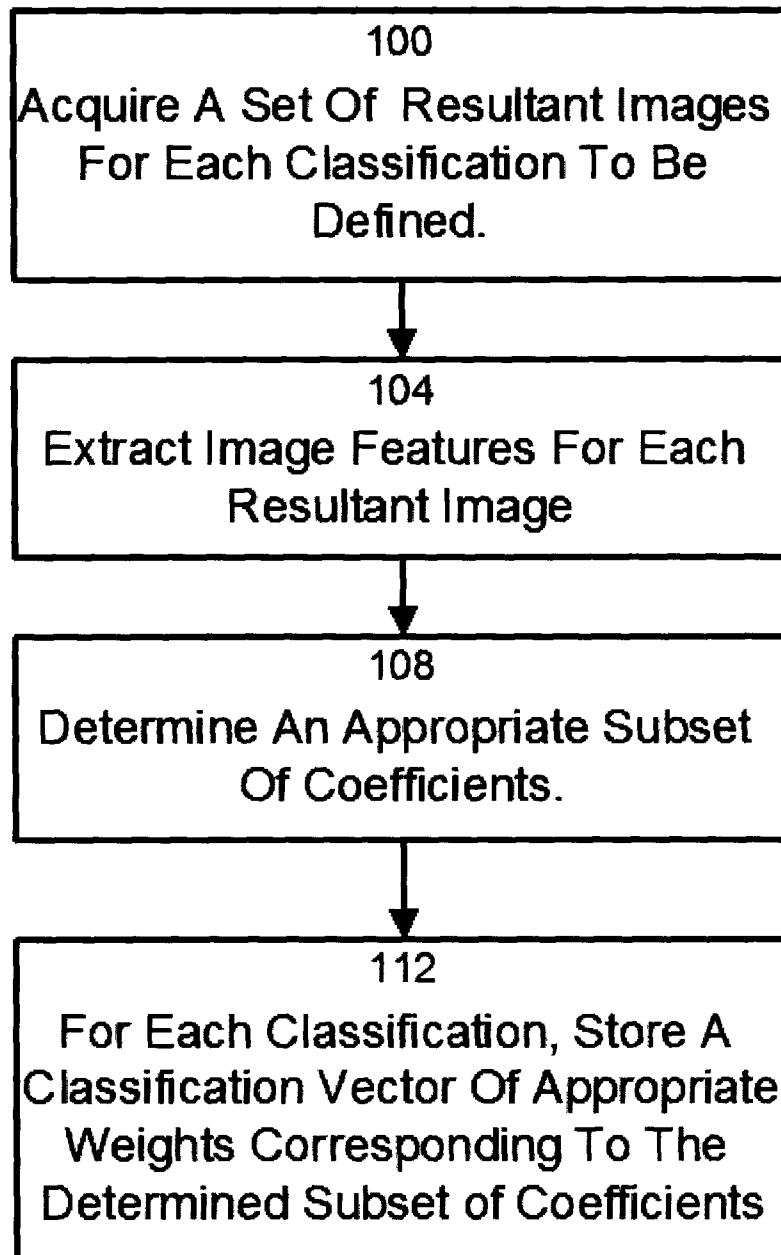 100
Acquire A Set Of Resultant Images
For Each Classification To Be
Defined.
104
Extract Image Features For Each
Resultant Image
108
Determine An Appropriate Subset
Of Coefficients.
112
For Each Classification, Store A
Classification Vector Of Appropriate
Weights Corresponding To The
Determined Subset of Coefficients